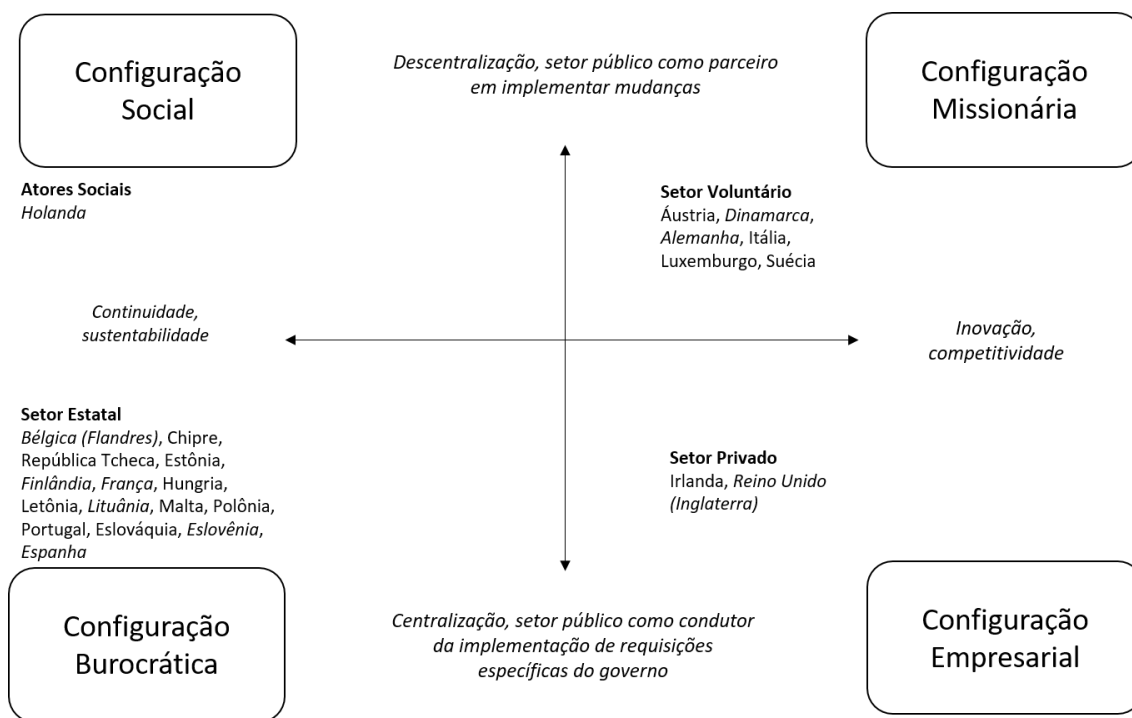 Configuração
Social
Descentralização, setor público como parceiro
em implementar mudanças
Configuração
Missionária
Atores Sociais
Holanda
Setor Voluntário
Áustria, Dinamarca,
Alemanha, Itália,
Luxemburgo, Suécia
Continuidade,
sustentabilidade
Inovação,
competitividade
Setor Estatal
Bélgica (Flandres), Chipre,
República Tcheca, Estônia,
Finlândia, França, Hungria,
Letônia, Lituânia, Malta, Polônia,
Portugal, Eslováquia, Eslovênia,
Espanha
Setor Privado
Irlanda, Reino Unido
(Inglaterra)
Configuração
Burocrática
Centralização, setor público como condutor
da implementação de requisições
específicas do governo
Configuração
Empresarial